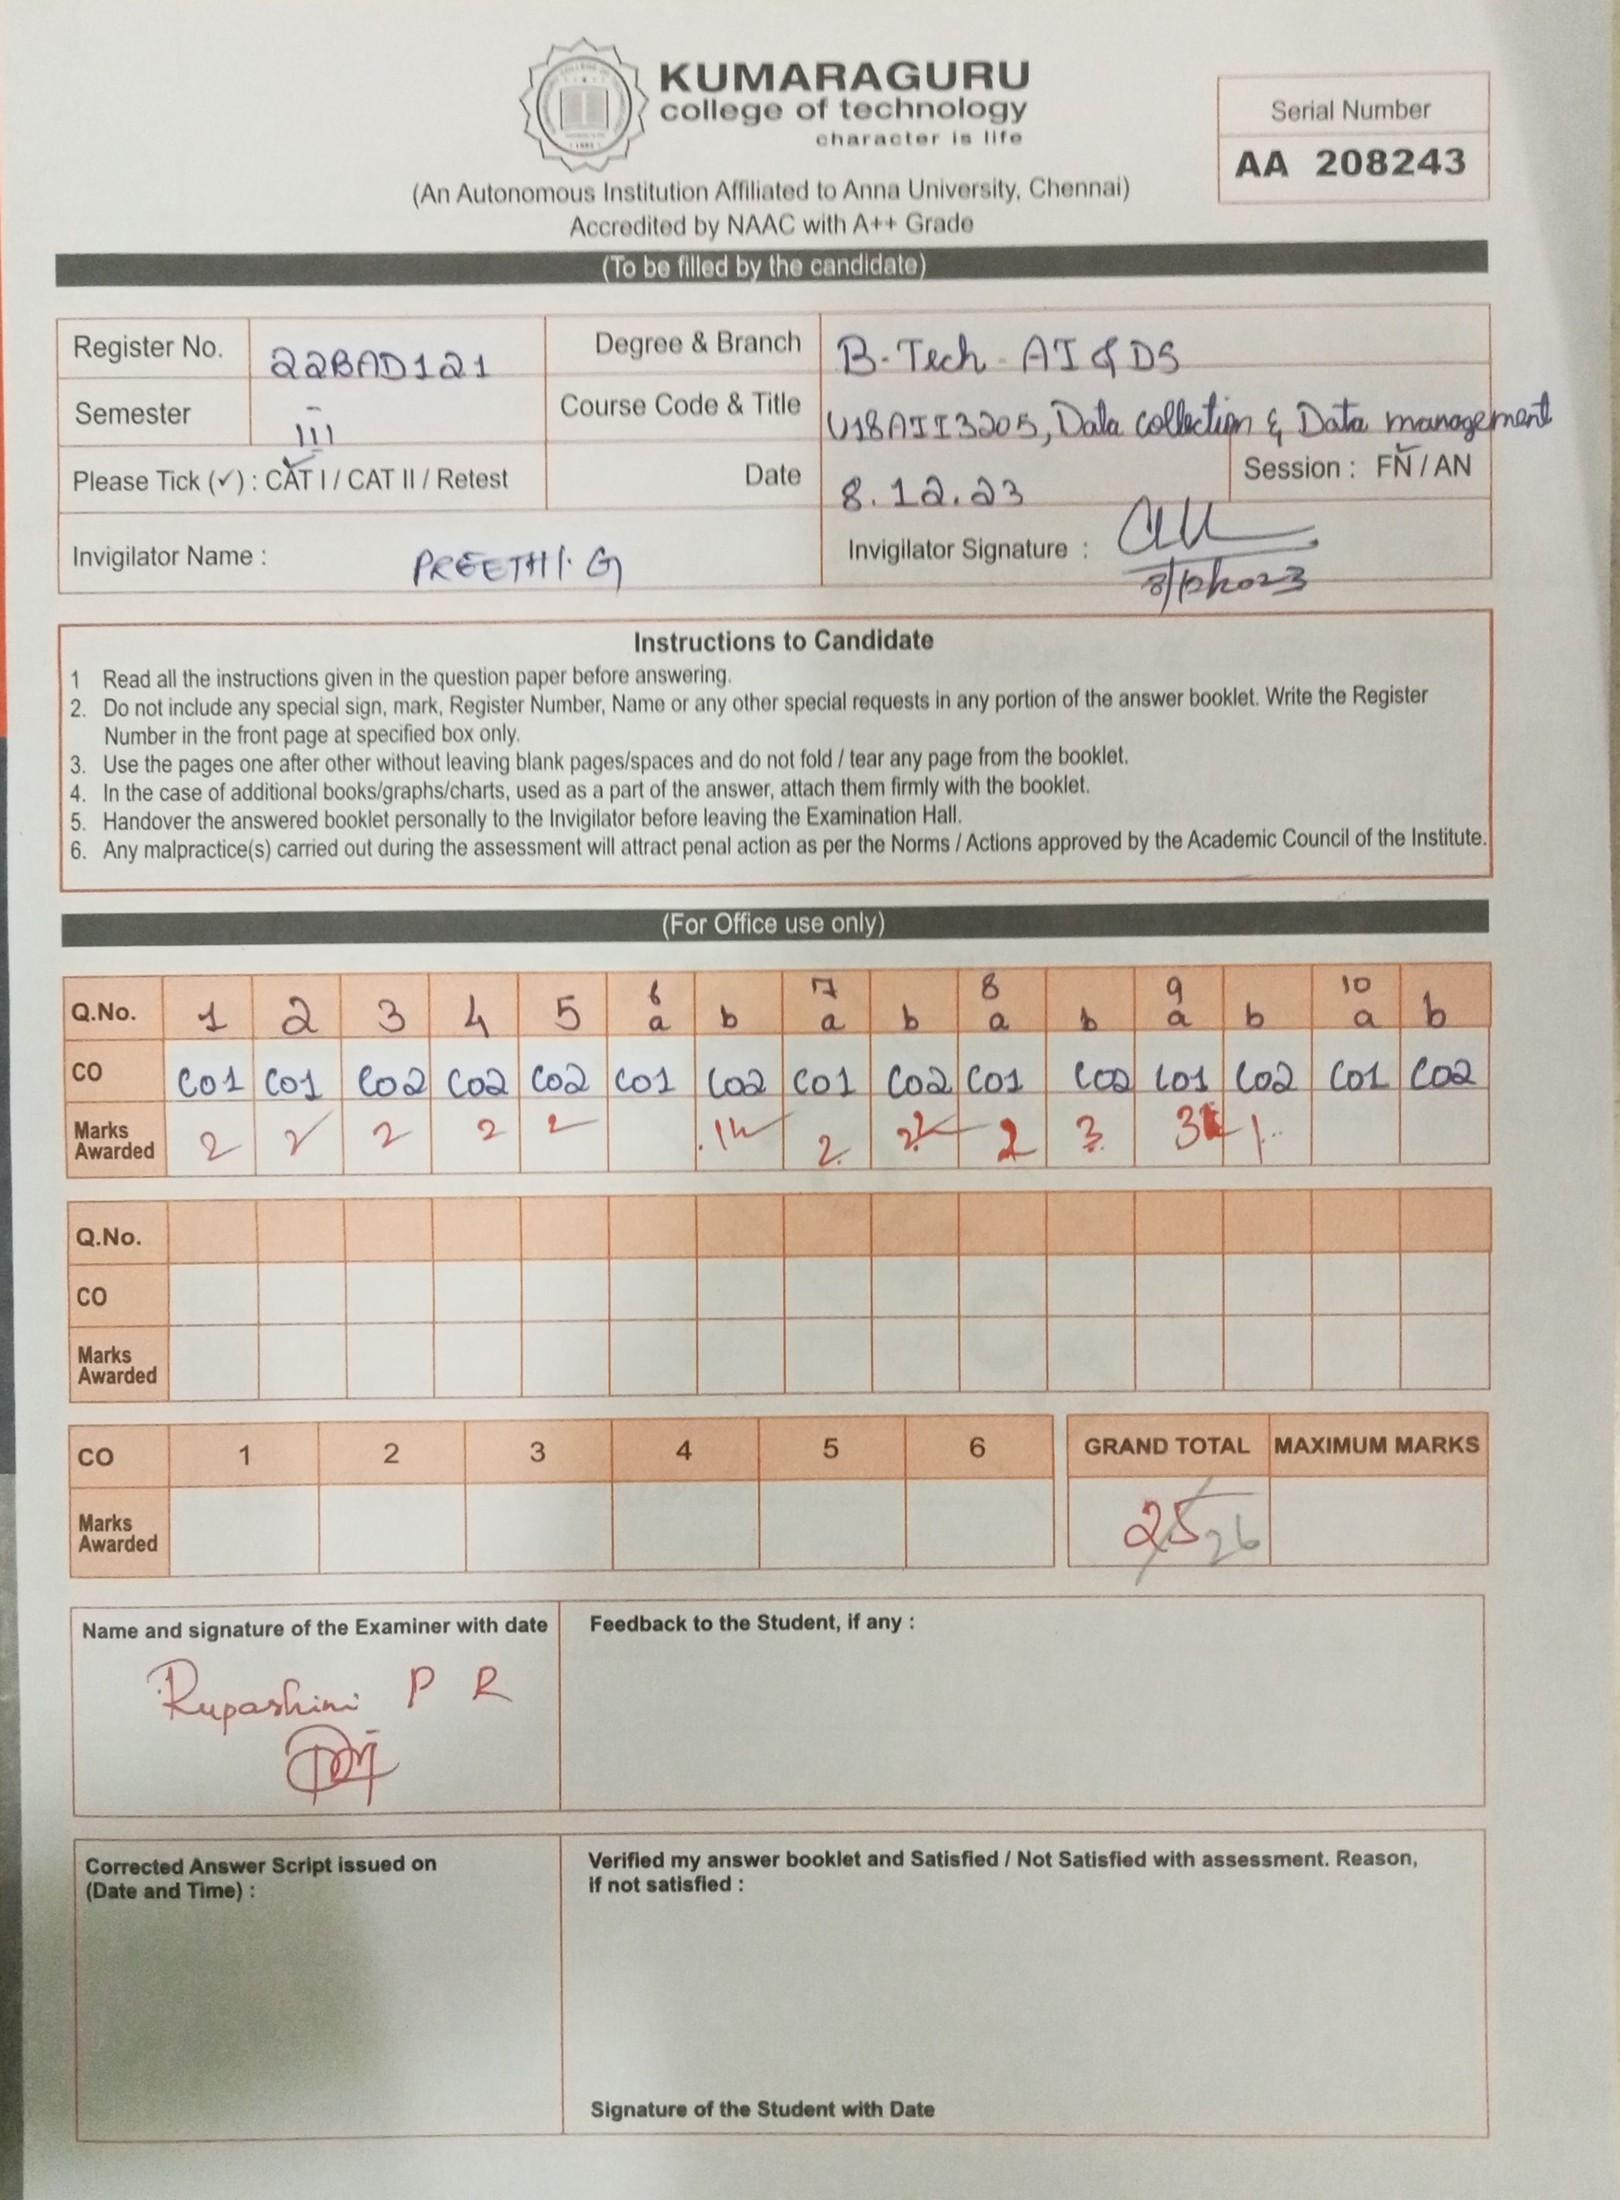 KUMARAGURU
college of technology
character is life
(An Autonomous Institution Affiliated to Anna University, Chennai)
Accredited by NAAC with A++ Grade
Serial Number
AA 208243
(To be filled by the candidate)
Register No. 22BAD121 Degree & Branch B-Tech - AI & DS
Semester III Course Code & Title U18AII3205, Data collection & Data management
Please Tick (✓) : CAT I / CAT II / Retest Date 8.12.23 Session : FN / AN
Invigilator Name : PREETHI. G Invigilator Signature :
Instructions to Candidate
1 Read all the instructions given in the question paper before answering.
2. Do not include any special sign, mark, Register Number, Name or any other special requests in any portion of the answer booklet. Write the Register
Number in the front page at specified box only.
3. Use the pages one after other without leaving blank pages/spaces and do not fold / tear any page from the booklet.
4. In the case of additional books/graphs/charts, used as a part of the answer, attach them firmly with the booklet.
5. Handover the answered booklet personally to the Invigilator before leaving the Examination Hall.
6. Any malpractice(s) carried out during the assessment will attract penal action as per the Norms / Actions approved by the Academic Council of the Institute.
(For Office use only)
Q.No. 1 2 3 4 5 6 a b 7 a b 8 a b 9 a b 10 a b
CO CO1 CO1 CO2 CO2 CO2 CO1 CO2 CO1 CO2 CO1 CO2 CO1 CO2 CO1 CO2
Marks
Awarded 2 2 2 2 2 2 2 3 3 1
Q.No.
CO
Marks
Awarded
CO 1 2 3 4 5 6 GRAND TOTAL MAXIMUM MARKS
Marks
Awarded 25 26
Name and signature of the Examiner with date
Rupashini P R
Feedback to the Student, if any :
Corrected Answer Script issued on
(Date and Time) :
Verified my answer booklet and Satisfied / Not Satisfied with assessment. Reason,
if not satisfied :
Signature of the Student with Date